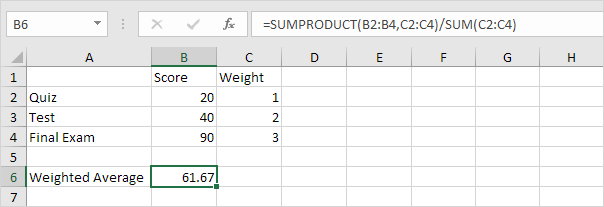 B6 fx =SUMPRODUCT(B2:B4,C2:C4)/SUM(C2:C4)
A B C D E F G H
1 Score Weight
2 Quiz 20 1
3 Test 40 2
4 Final Exam 90 3
5
6 Weighted Average 61.67
7